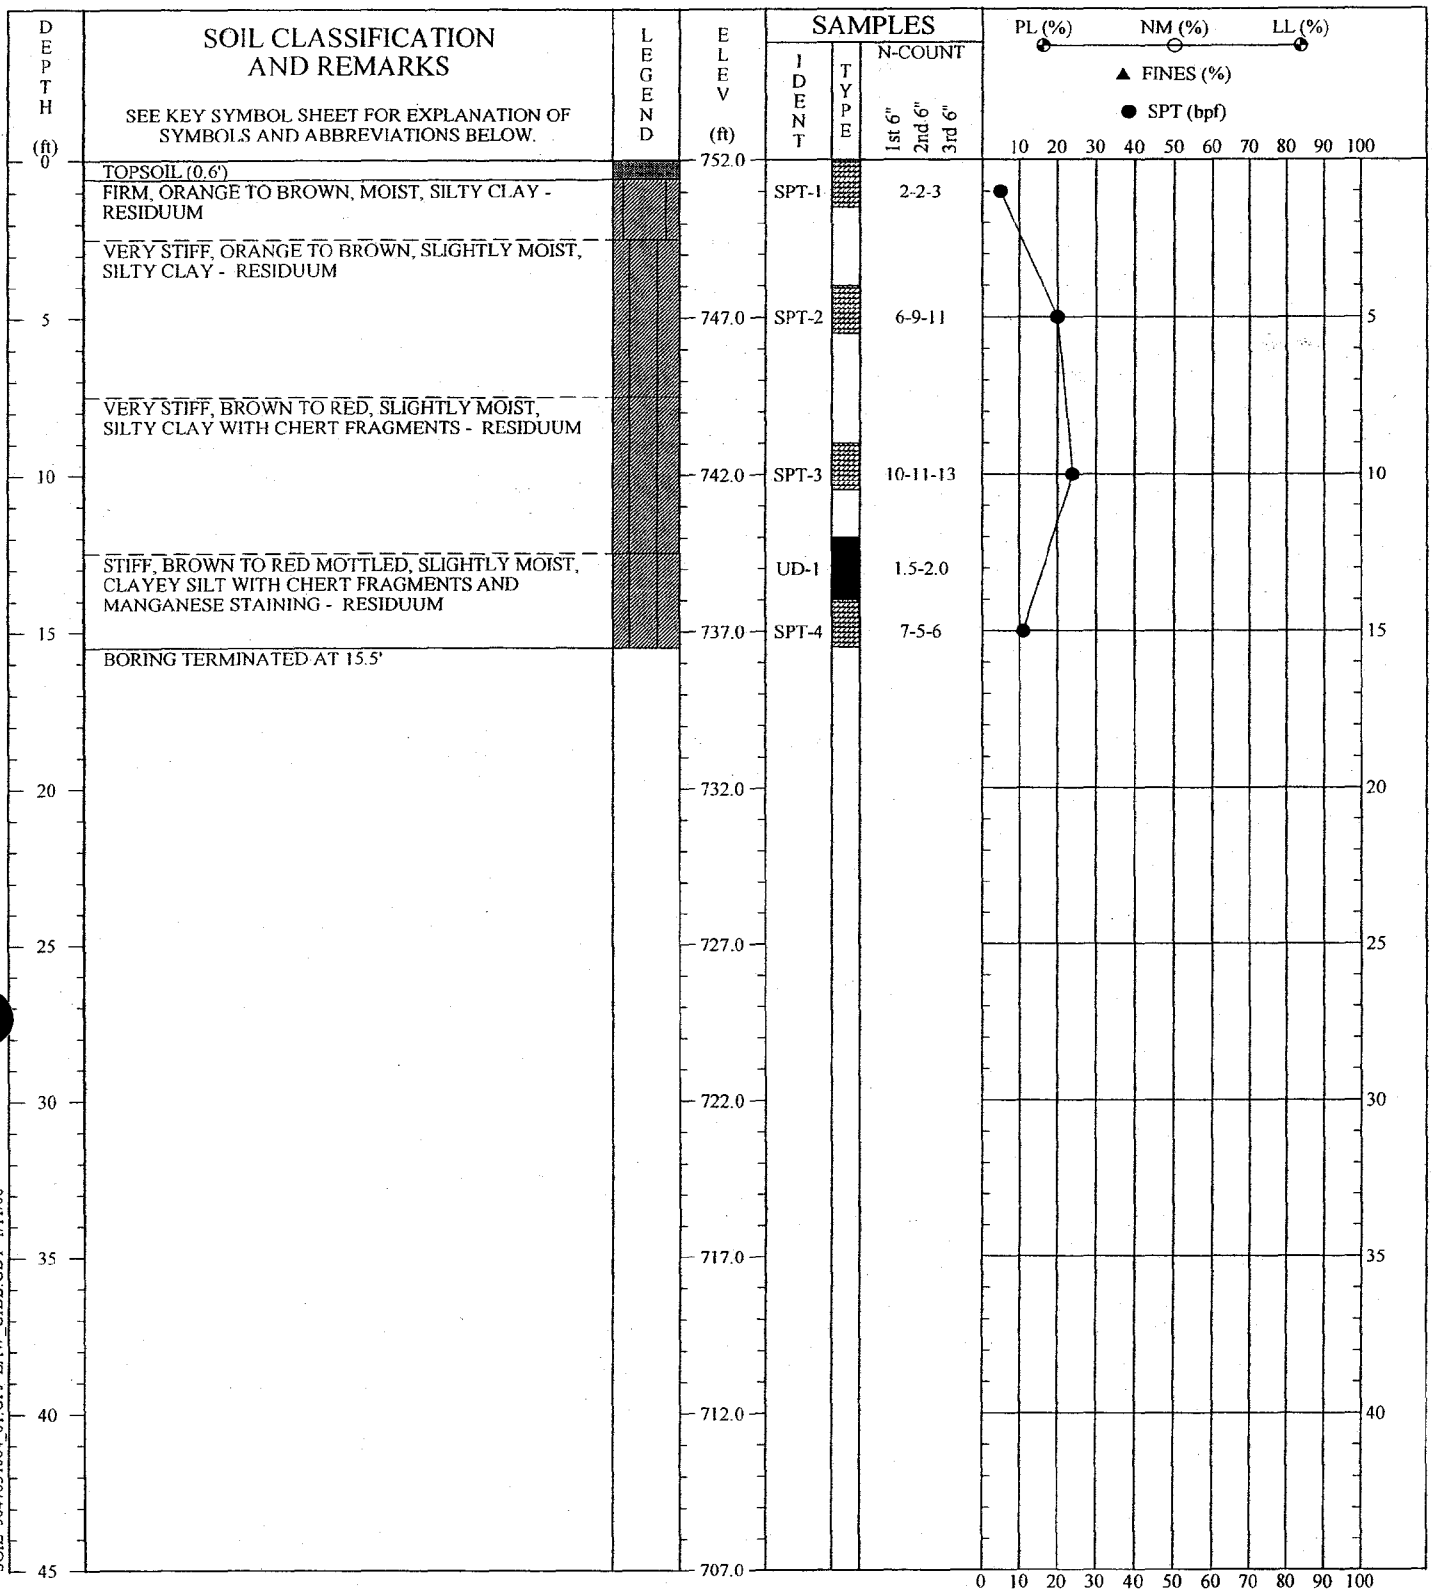 DEPTH
(ft)
SOIL CLASSIFICATION
AND REMARKS
SEE KEY SYMBOL SHEET FOR EXPLANATION OF
SYMBOLS AND ABBREVIATIONS BELOW.
LEGEND
ELEV
(ft)
SAMPLES
IDENT
TYPE
N-COUNT
1st 6"
2nd 6"
3rd 6"
PL (%) NM (%) LL (%)
▲ FINES (%)
● SPT (bpf)
10 20 30 40 50 60 70 80 90 100
0
752.0
TOPSOIL (0.6')
FIRM, ORANGE TO BROWN, MOIST, SILTY CLAY -
RESIDUUM
SPT-1 2-2-3
VERY STIFF, ORANGE TO BROWN, SLIGHTLY MOIST,
SILTY CLAY - RESIDUUM
5 747.0 SPT-2 6-9-11 5
VERY STIFF, BROWN TO RED, SLIGHTLY MOIST,
SILTY CLAY WITH CHERT FRAGMENTS - RESIDUUM
10 742.0 SPT-3 10-11-13 10
STIFF, BROWN TO RED MOTTLED, SLIGHTLY MOIST,
CLAYEY SILT WITH CHERT FRAGMENTS AND
MANGANESE STAINING - RESIDUUM
UD-1 1.5-2.0
15 737.0 SPT-4 7-5-6 15
BORING TERMINATED AT 15.5'
20 732.0 20
25 727.0 25
30 722.0 30
35 717.0 35
40 712.0 40
45 707.0
0 10 20 30 40 50 60 70 80 90 100